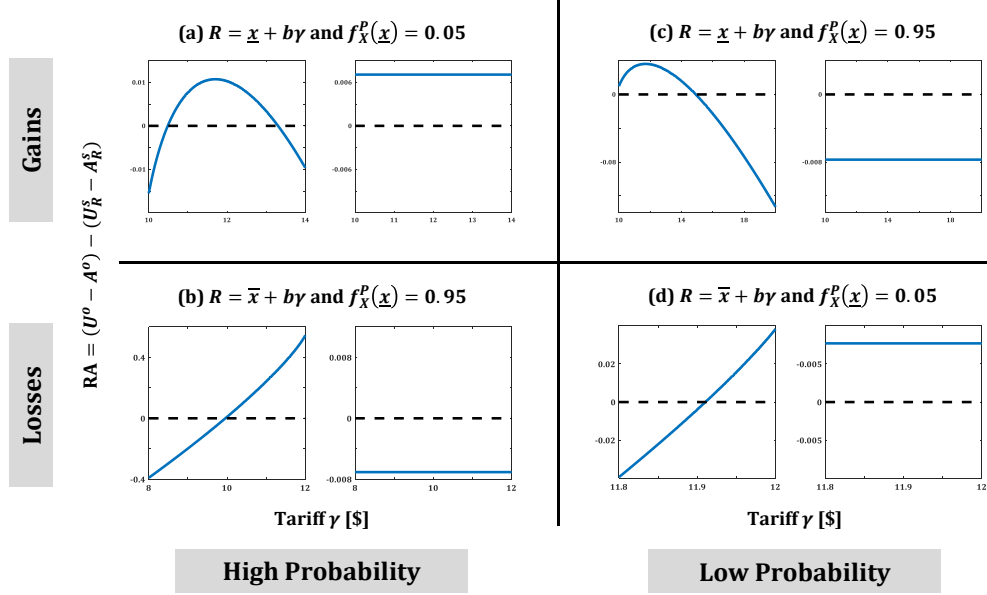 (a) R = x̲ + bγ and f_X^P(x̲) = 0.05
(c) R = x̲ + bγ and f_X^P(x̲) = 0.95
Gains
RA = (U^o − A^o) − (U_R^s − A_R^s)
0.01
0
-0.01
10 12 14
0.006
0
-0.006
10 11 12 13 14
0
-0.08
10 14 18
0
-0.008
10 14 18
(b) R = x̅ + bγ and f_X^P(x̲) = 0.95
(d) R = x̅ + bγ and f_X^P(x̲) = 0.05
Losses
0.4
0
-0.4
8 10 12
0.008
0
-0.008
8 9 10 11 12
0.02
0
-0.02
11.8 11.9 12
-0.005
0
-0.005
11.8 11.9 12
Tariff γ [$]
Tariff γ [$]
High Probability
Low Probability